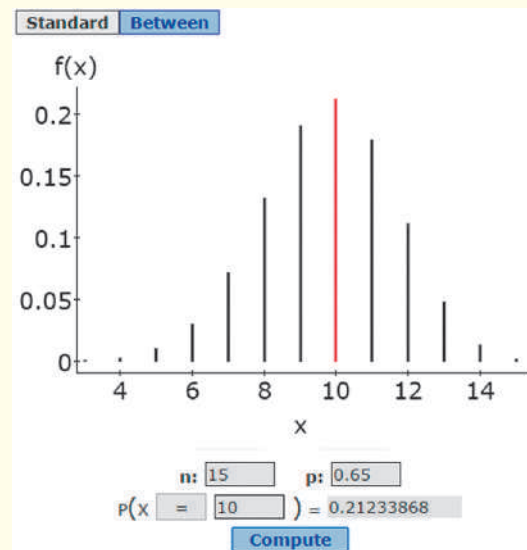 Standard Between
f(x)
0.2
0.15
0.1
0.05
0
4 6 8 10 12 14
x
n: 15 p: 0.65
P(X = 10 ) = 0.21233868
Compute